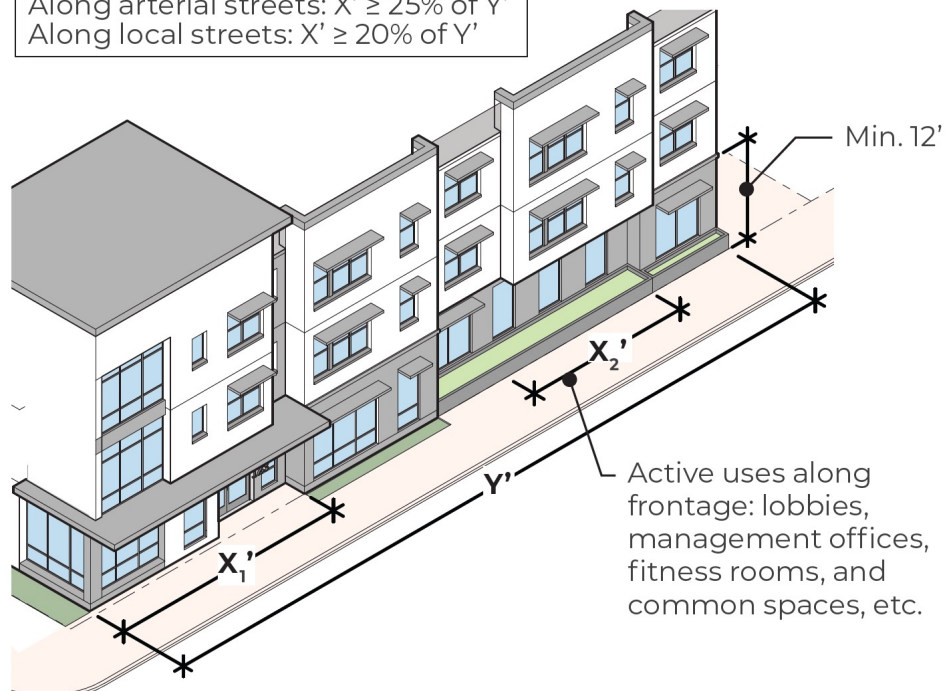 Along arterial streets: X' ≥ 25% of Y'
Along local streets: X' ≥ 20% of Y'
Min. 12'
X₂'
Y'
Active uses along
frontage: lobbies,
management offices,
fitness rooms, and
common spaces, etc.
X₁'